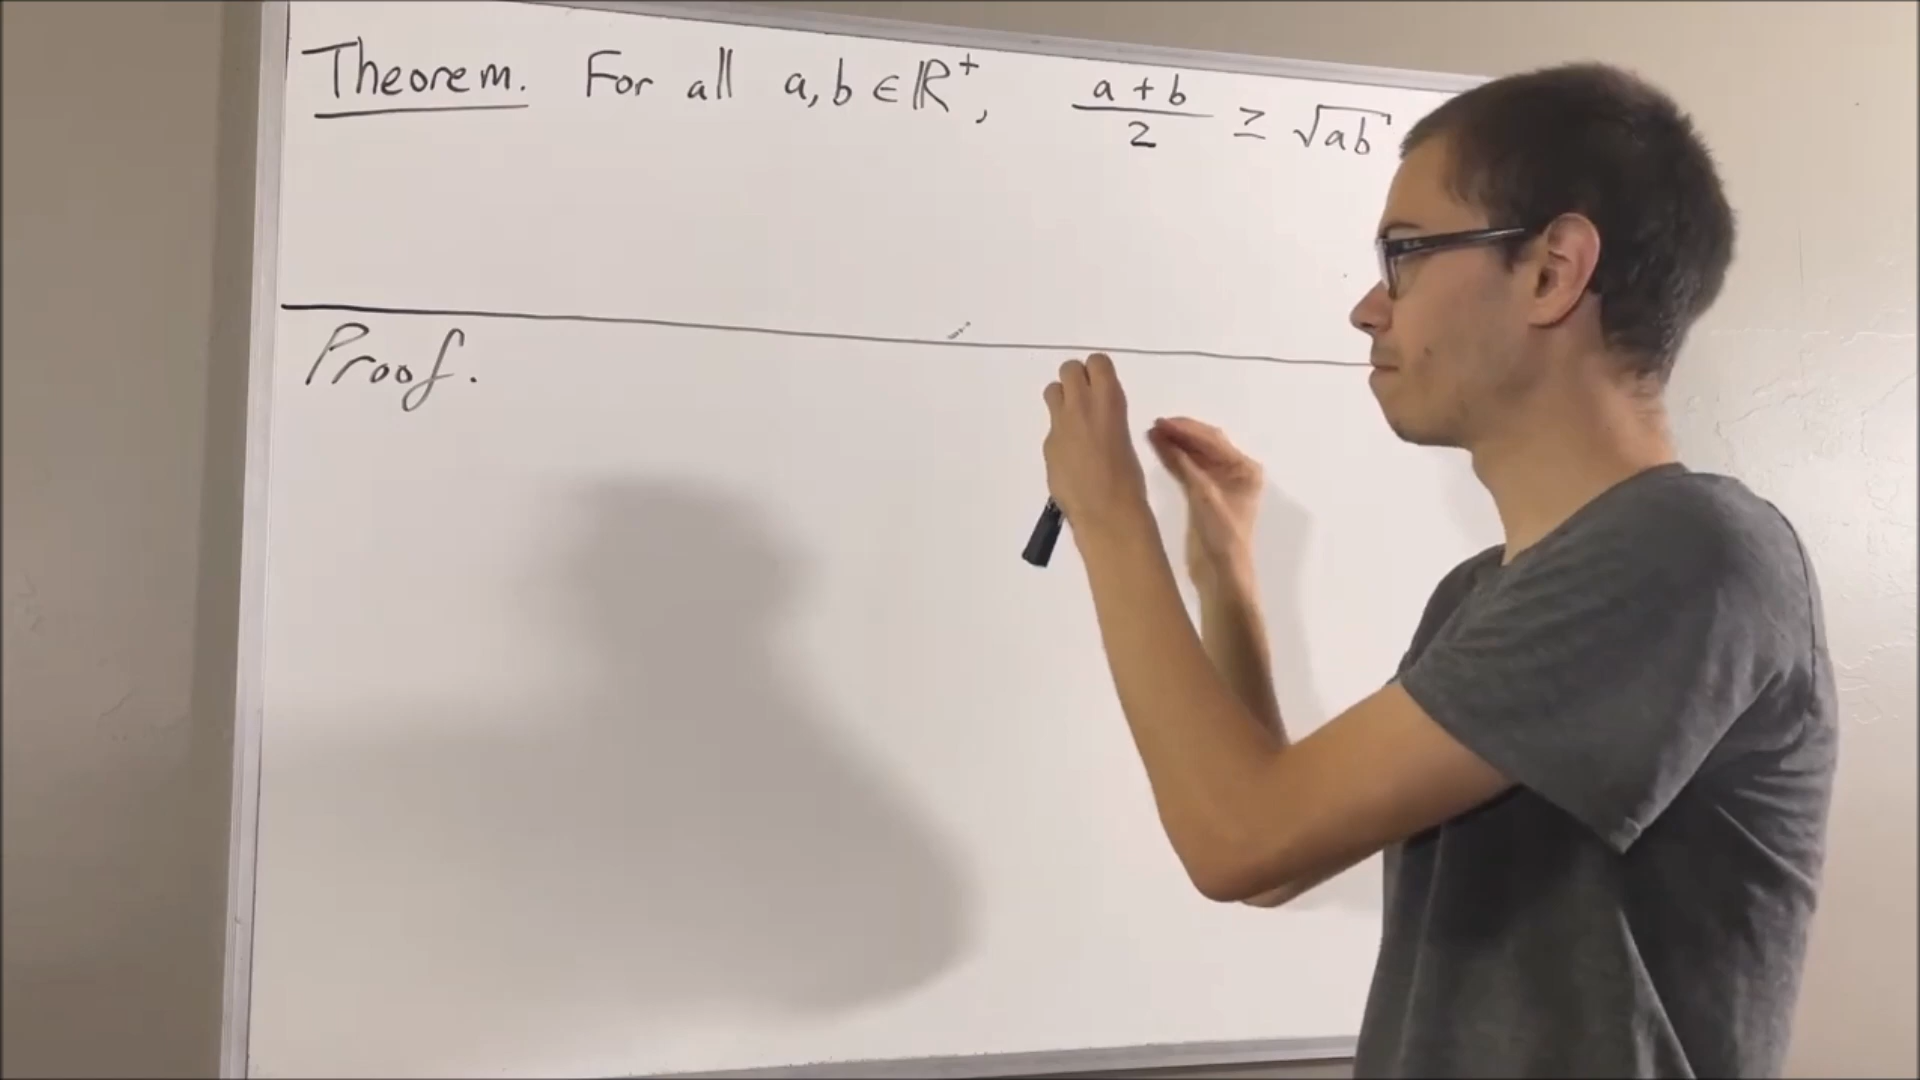 Theorem. For all a, b ∈ ℝ⁺, (a + b)/2 ≥ √ab
Proof.